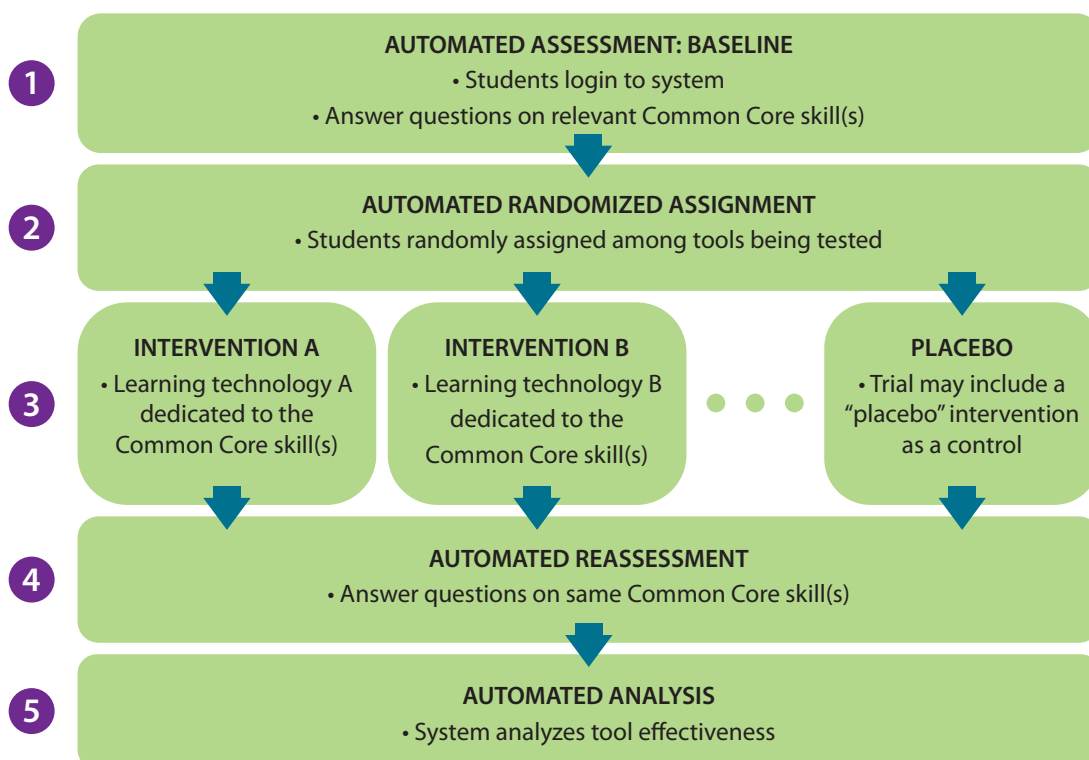 1
AUTOMATED ASSESSMENT: BASELINE
• Students login to system
• Answer questions on relevant Common Core skill(s)
2
AUTOMATED RANDOMIZED ASSIGNMENT
• Students randomly assigned among tools being tested
3
INTERVENTION A
• Learning technology A
dedicated to the
Common Core skill(s)
INTERVENTION B
• Learning technology B
dedicated to the
Common Core skill(s)
PLACEBO
• Trial may include a
“placebo” intervention
as a control
4
AUTOMATED REASSESSMENT
• Answer questions on same Common Core skill(s)
5
AUTOMATED ANALYSIS
• System analyzes tool effectiveness